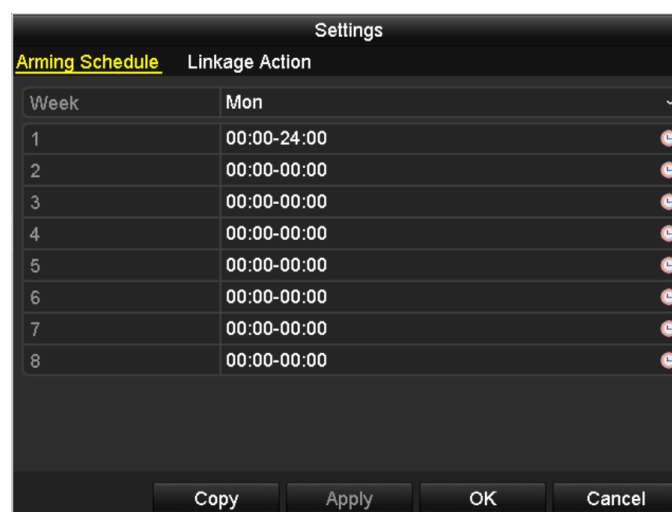 Settings
Arming Schedule Linkage Action
Week Mon
1 00:00-24:00
2 00:00-00:00
3 00:00-00:00
4 00:00-00:00
5 00:00-00:00
6 00:00-00:00
7 00:00-00:00
8 00:00-00:00
Copy Apply OK Cancel